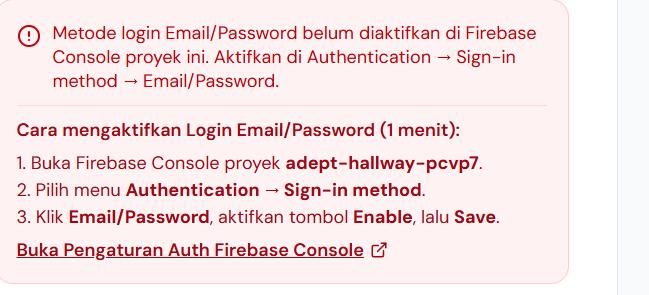 Metode login Email/Password belum diaktifkan di Firebase
Console proyek ini. Aktifkan di Authentication → Sign-in
method → Email/Password.
Cara mengaktifkan Login Email/Password (1 menit):
1. Buka Firebase Console proyek adept-hallway-pcvp7.
2. Pilih menu Authentication → Sign-in method.
3. Klik Email/Password, aktifkan tombol Enable, lalu Save.
Buka Pengaturan Auth Firebase Console